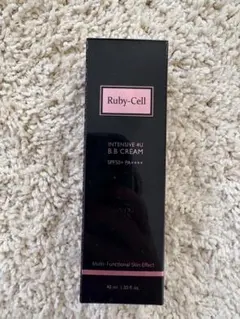 Ruby-Cell
INTENSIVE 4U
B.B CREAM
SPF50+ PA++++
Multi-Functional Skin Effect